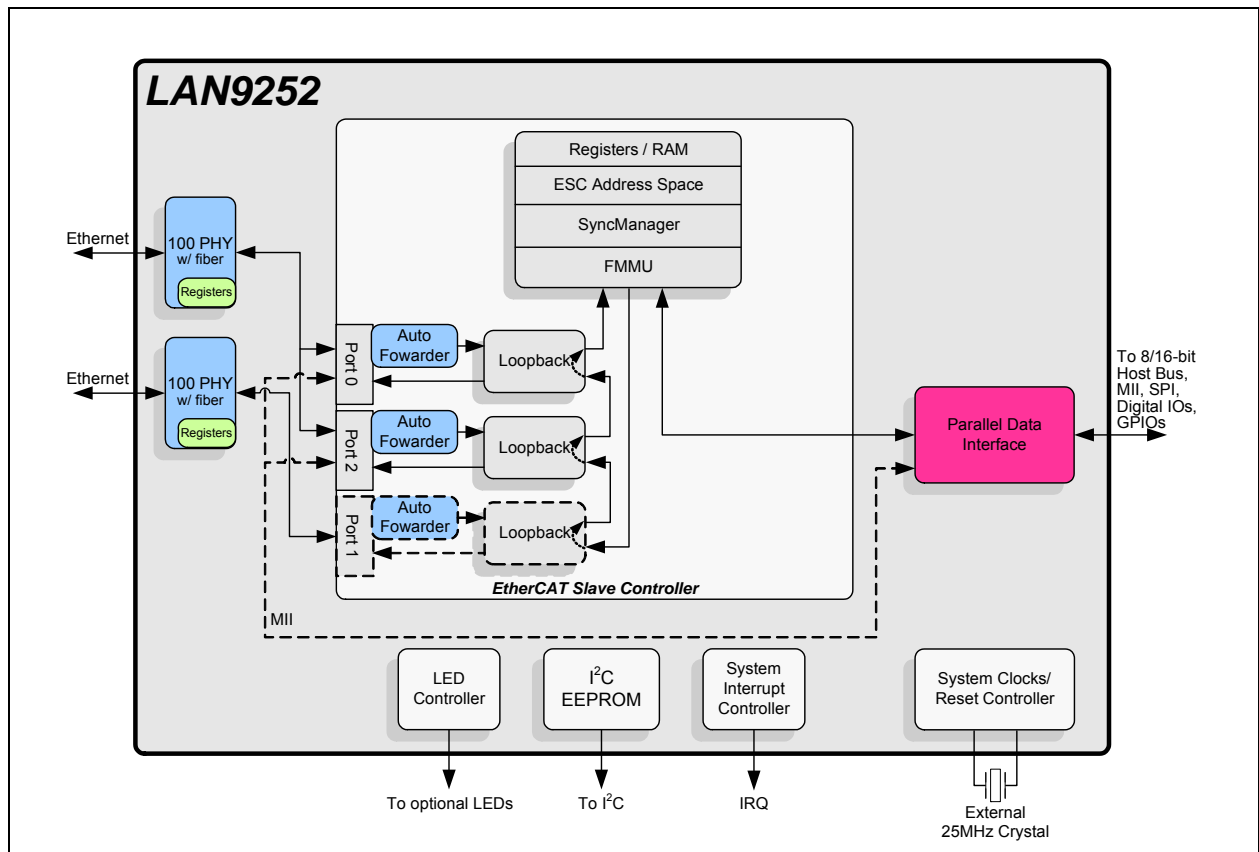 LAN9252
Registers / RAM
ESC Address Space
SyncManager
FMMU
Ethernet
100 PHY
w/ fiber
Registers
Ethernet
100 PHY
w/ fiber
Registers
Port 0
Auto
Fowarder
Loopback
Port 2
Auto
Fowarder
Loopback
Port 1
Auto
Fowarder
Loopback
EtherCAT Slave Controller
MII
Parallel Data
Interface
To 8/16-bit
Host Bus,
MII, SPI,
Digital IOs,
GPIOs
LED
Controller
I²C
EEPROM
System
Interrupt
Controller
System Clocks/
Reset Controller
To optional LEDs
To I²C
IRQ
External
25MHz Crystal